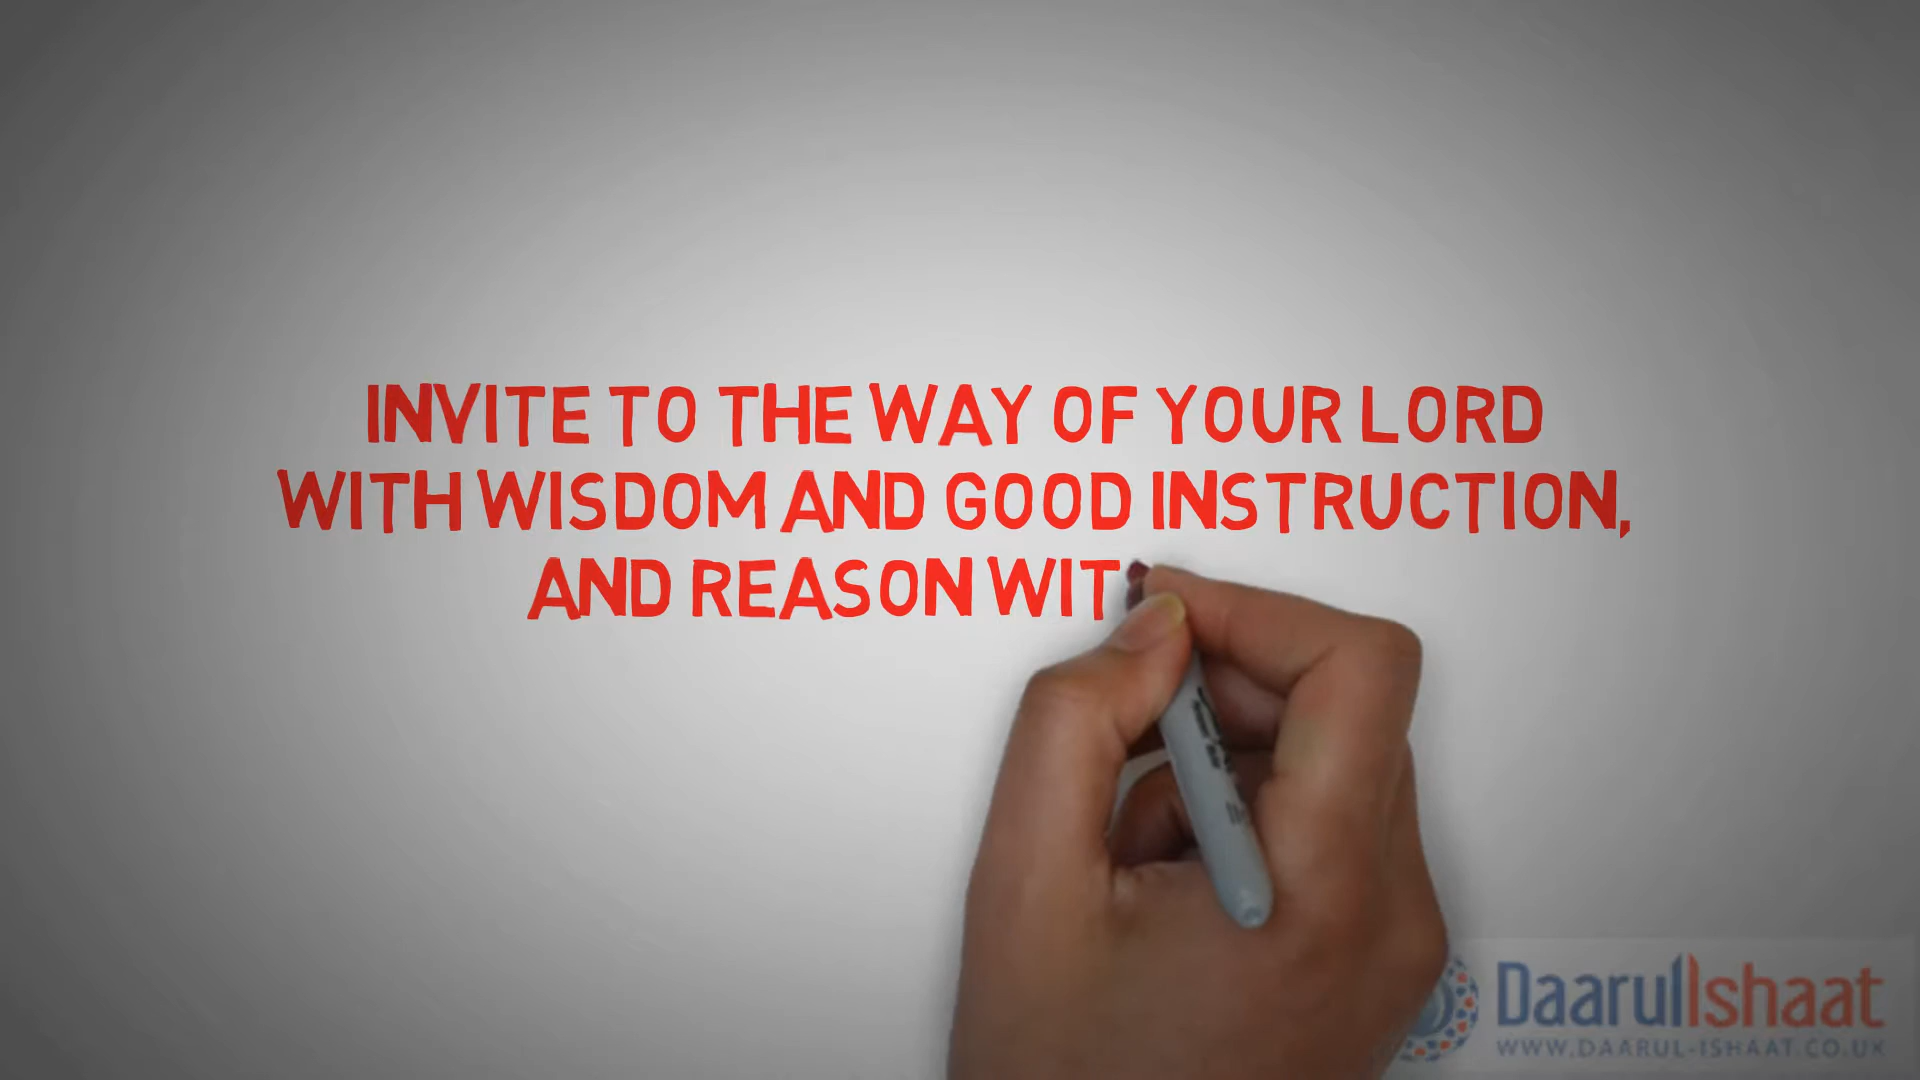 INVITE TO THE WAY OF YOUR LORD
WITH WISDOM AND GOOD INSTRUCTION,
AND REASON WIT
DaarulIshaat
WWW.DAARUL-ISHAAT.CO.UK